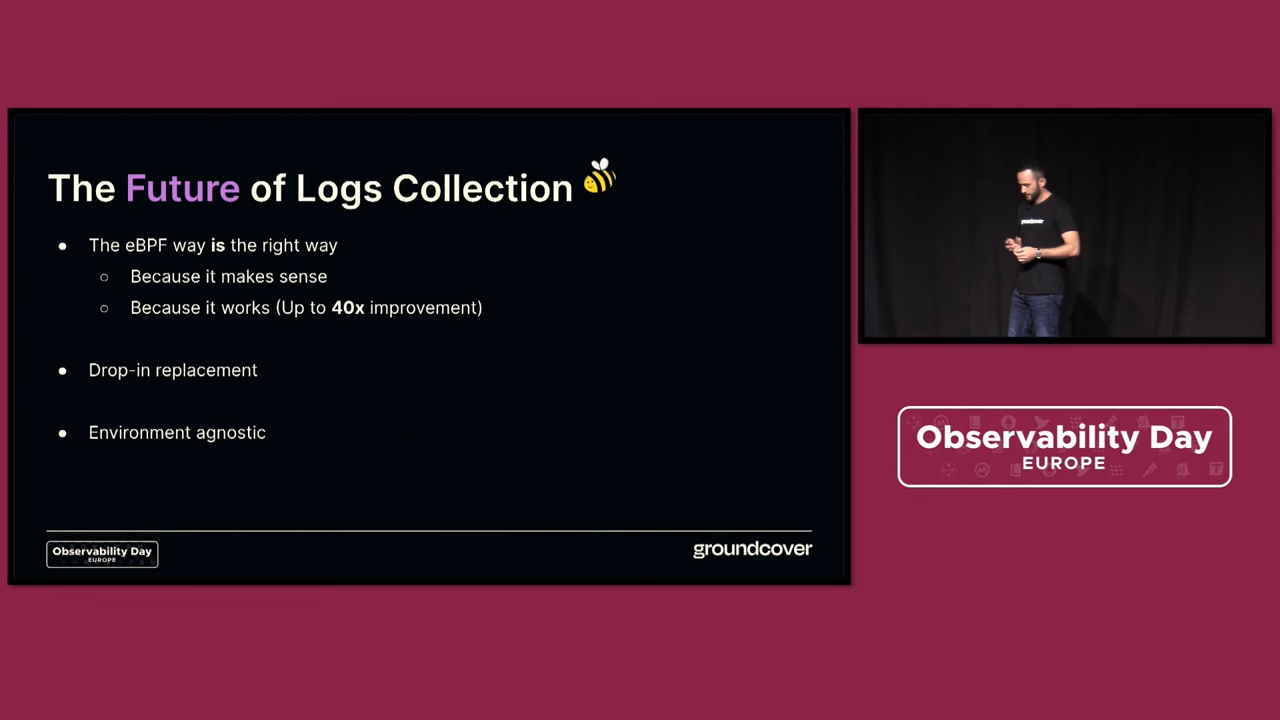 The Future of Logs Collection
The eBPF way is the right way
Because it makes sense
Because it works (Up to 40x improvement)
Drop-in replacement
Environment agnostic
Observability Day
EUROPE
groundcover
groundcover
Observability Day
EUROPE